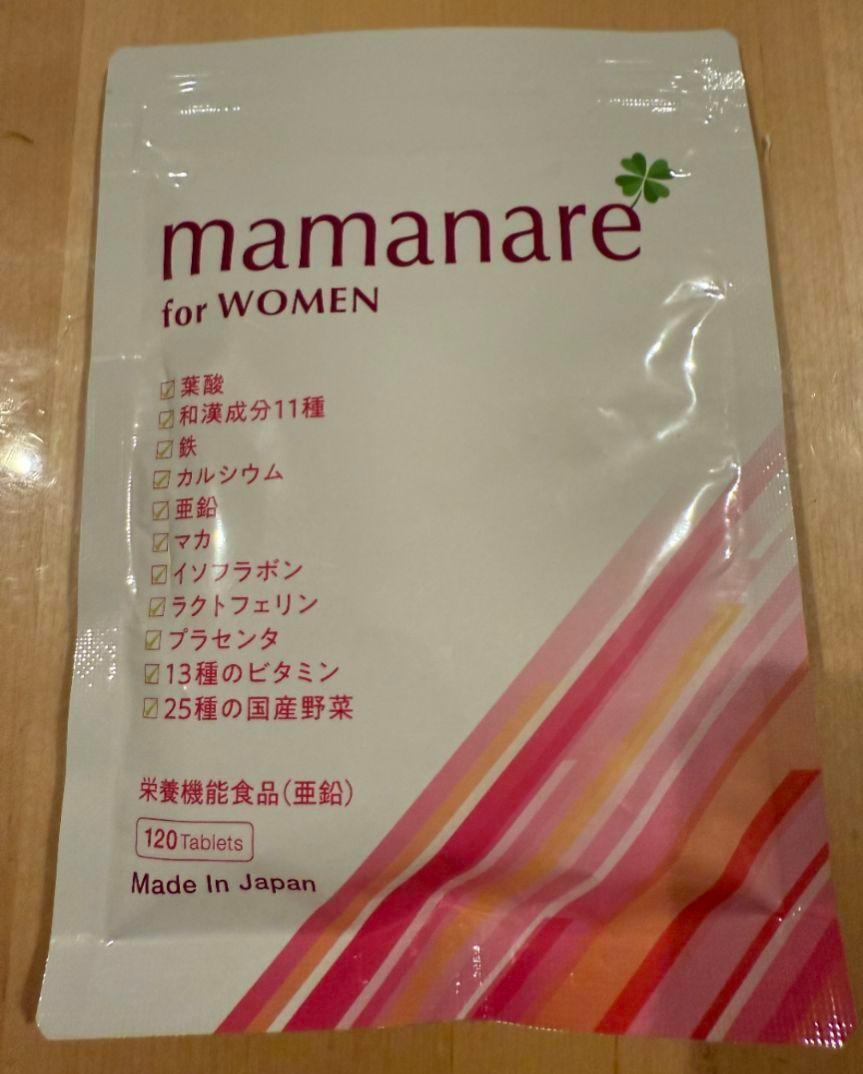 mamanare
for WOMEN
葉酸
和漢成分11種
鉄
カルシウム
亜鉛
マカ
イソフラボン
ラクトフェリン
プラセンタ
13種のビタミン
25種の国産野菜
栄養機能食品(亜鉛)
120 Tablets
Made In Japan